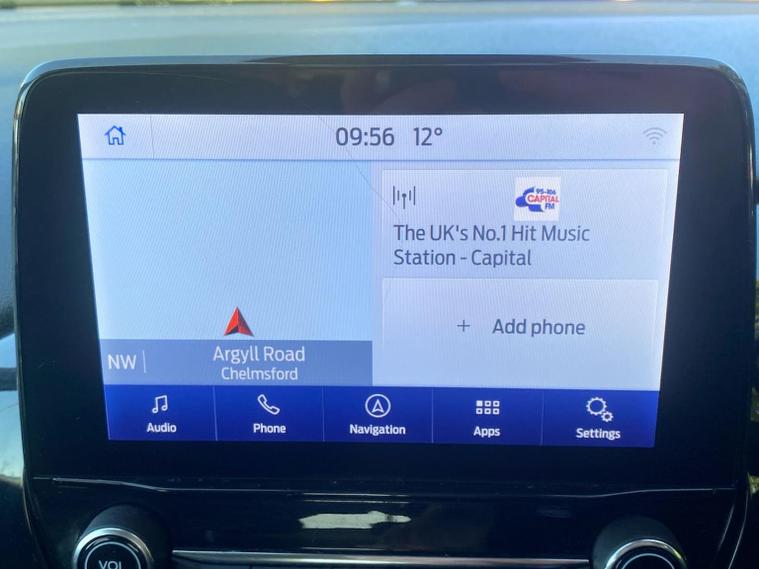 09:56 12°
95-106
CAPITAL
FM
The UK's No.1 Hit Music
Station - Capital
+ Add phone
NW
Argyll Road
Chelmsford
Audio
Phone
Navigation
Apps
Settings
VOL